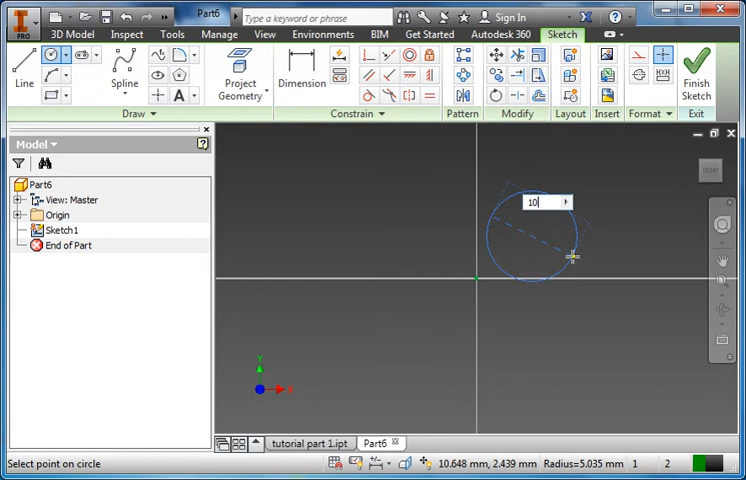 I PRO
Part6
Type a keyword or phrase
Sign In
3D Model Inspect Tools Manage View Environments BIM Get Started Autodesk 360 Sketch
Line
Spline
Project Geometry
Dimension
Finish Sketch
Draw
Constrain
Pattern
Modify
Layout
Insert
Format
Exit
Model
Part6
View: Master
Origin
Sketch1
End of Part
10
FRONT
Y
tutorial part 1.ipt
Part6
Select point on circle
10.648 mm, 2.439 mm
Radius=5.035 mm
1
2